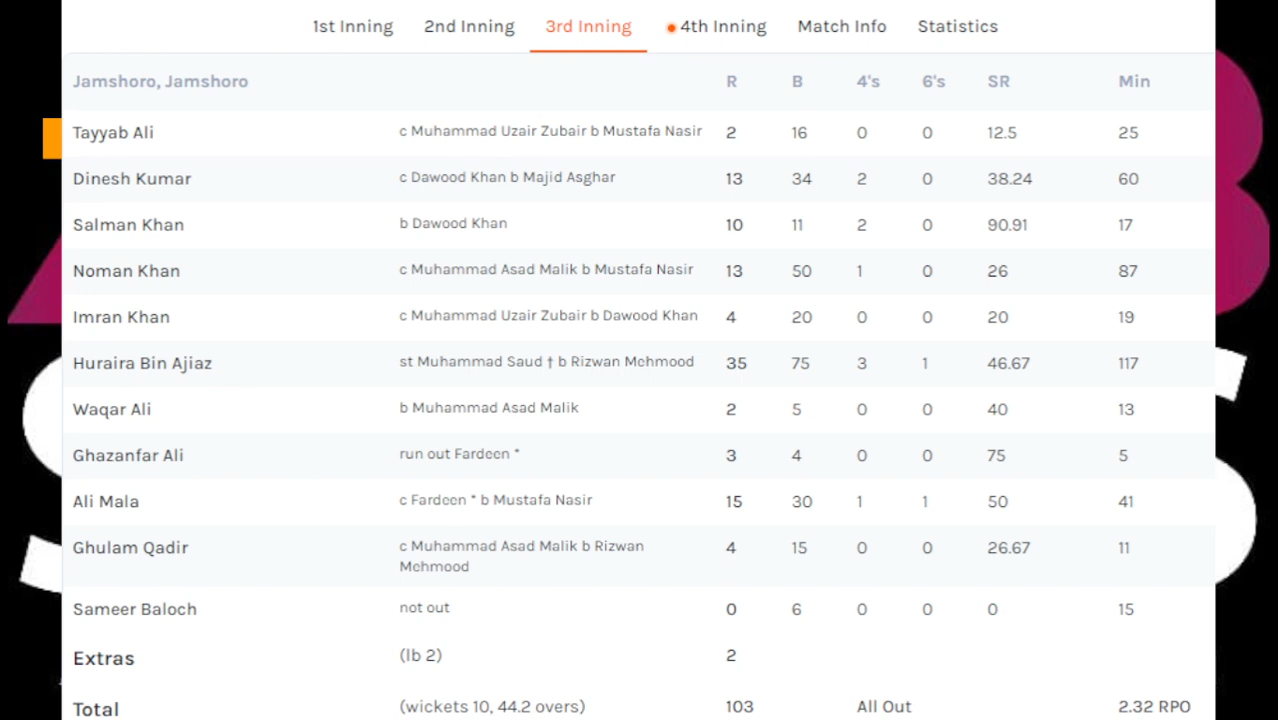 1st Inning 2nd Inning 3rd Inning 4th Inning Match Info Statistics
Jamshoro, Jamshoro R B 4's 6's SR Min
Tayyab Ali c Muhammad Uzair Zubair b Mustafa Nasir 2 16 0 0 12.5 25
Dinesh Kumar c Dawood Khan b Majid Asghar 13 34 2 0 38.24 60
Salman Khan b Dawood Khan 10 11 2 0 90.91 17
Noman Khan c Muhammad Asad Malik b Mustafa Nasir 13 50 1 0 26 87
Imran Khan c Muhammad Uzair Zubair b Dawood Khan 4 20 0 0 20 19
Huraira Bin Ajiaz st Muhammad Saud † b Rizwan Mehmood 35 75 3 1 46.67 117
Waqar Ali b Muhammad Asad Malik 2 5 0 0 40 13
Ghazanfar Ali run out Fardeen * 3 4 0 0 75 5
Ali Mala c Fardeen * b Mustafa Nasir 15 30 1 1 50 41
Ghulam Qadir c Muhammad Asad Malik b Rizwan 4 15 0 0 26.67 11
Mehmood
Sameer Baloch not out 0 6 0 0 0 15
Extras (lb 2) 2
Total (wickets 10, 44.2 overs) 103 All Out 2.32 RPO